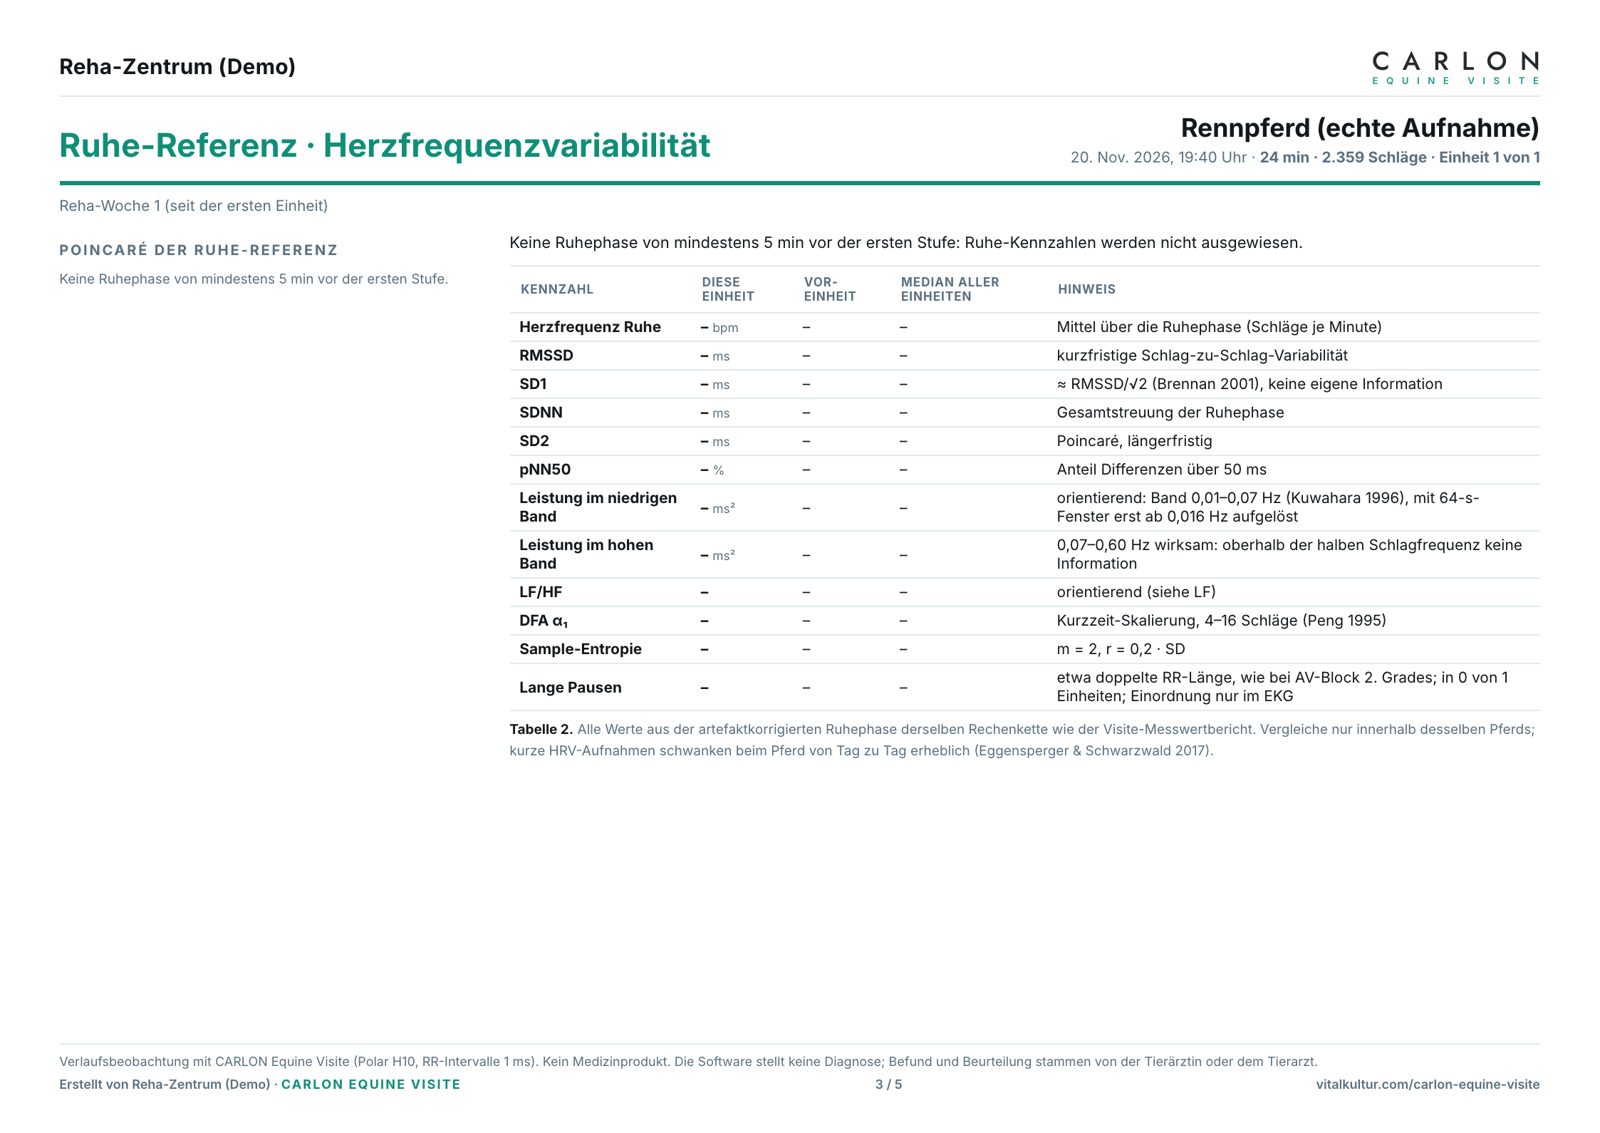 Reha-Zentrum (Demo)
CARLON
EQUINE VISITE
Ruhe-Referenz · Herzfrequenzvariabilität
Rennpferd (echte Aufnahme)
20. Nov. 2026, 19:40 Uhr · 24 min · 2.359 Schläge · Einheit 1 von 1
Reha-Woche 1 (seit der ersten Einheit)
POINCARÉ DER RUHE-REFERENZ
Keine Ruhephase von mindestens 5 min vor der ersten Stufe.
Keine Ruhephase von mindestens 5 min vor der ersten Stufe: Ruhe-Kennzahlen werden nicht ausgewiesen.
KENNZAHL DIESE EINHEIT VOR-EINHEIT MEDIAN ALLER EINHEITEN HINWEIS
Herzfrequenz Ruhe – bpm – – Mittel über die Ruhephase (Schläge je Minute)
RMSSD – ms – – kurzfristige Schlag-zu-Schlag-Variabilität
SD1 – ms – – ≈ RMSSD/√2 (Brennan 2001), keine eigene Information
SDNN – ms – – Gesamtstreuung der Ruhephase
SD2 – ms – – Poincaré, längerfristig
pNN50 – % – – Anteil Differenzen über 50 ms
Leistung im niedrigen Band – ms² – – orientierend: Band 0,01–0,07 Hz (Kuwahara 1996), mit 64-s-
Fenster erst ab 0,016 Hz aufgelöst
Leistung im hohen Band – ms² – – 0,07–0,60 Hz wirksam: oberhalb der halben Schlagfrequenz keine
Information
LF/HF – – – orientierend (siehe LF)
DFA α₁ – – – Kurzzeit-Skalierung, 4–16 Schläge (Peng 1995)
Sample-Entropie – – – m = 2, r = 0,2 · SD
Lange Pausen – – – etwa doppelte RR-Länge, wie bei AV-Block 2. Grades; in 0 von 1
Einheiten; Einordnung nur im EKG
Tabelle 2. Alle Werte aus der artefaktkorrigierten Ruhephase derselben Rechenkette wie der Visite-Messwertbericht. Vergleiche nur innerhalb desselben Pferds;
kurze HRV-Aufnahmen schwanken beim Pferd von Tag zu Tag erheblich (Eggensperger & Schwarzwald 2017).
Verlaufsbeobachtung mit CARLON Equine Visite (Polar H10, RR-Intervalle 1 ms). Kein Medizinprodukt. Die Software stellt keine Diagnose; Befund und Beurteilung stammen von der Tierärztin oder dem Tierarzt.
Erstellt von Reha-Zentrum (Demo) · CARLON EQUINE VISITE
3 / 5
vitalkultur.com/carlon-equine-visite